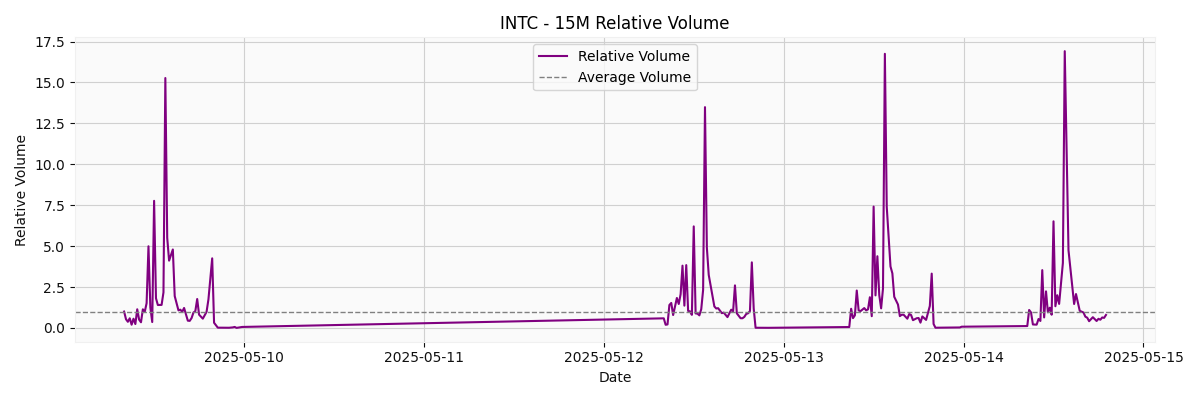 INTC - 15M Relative Volume
Relative Volume
Average Volume
17.5
15.0
12.5
10.0
7.5
5.0
2.5
0.0
Relative Volume
2025-05-10
2025-05-11
2025-05-12
2025-05-13
2025-05-14
2025-05-15
Date